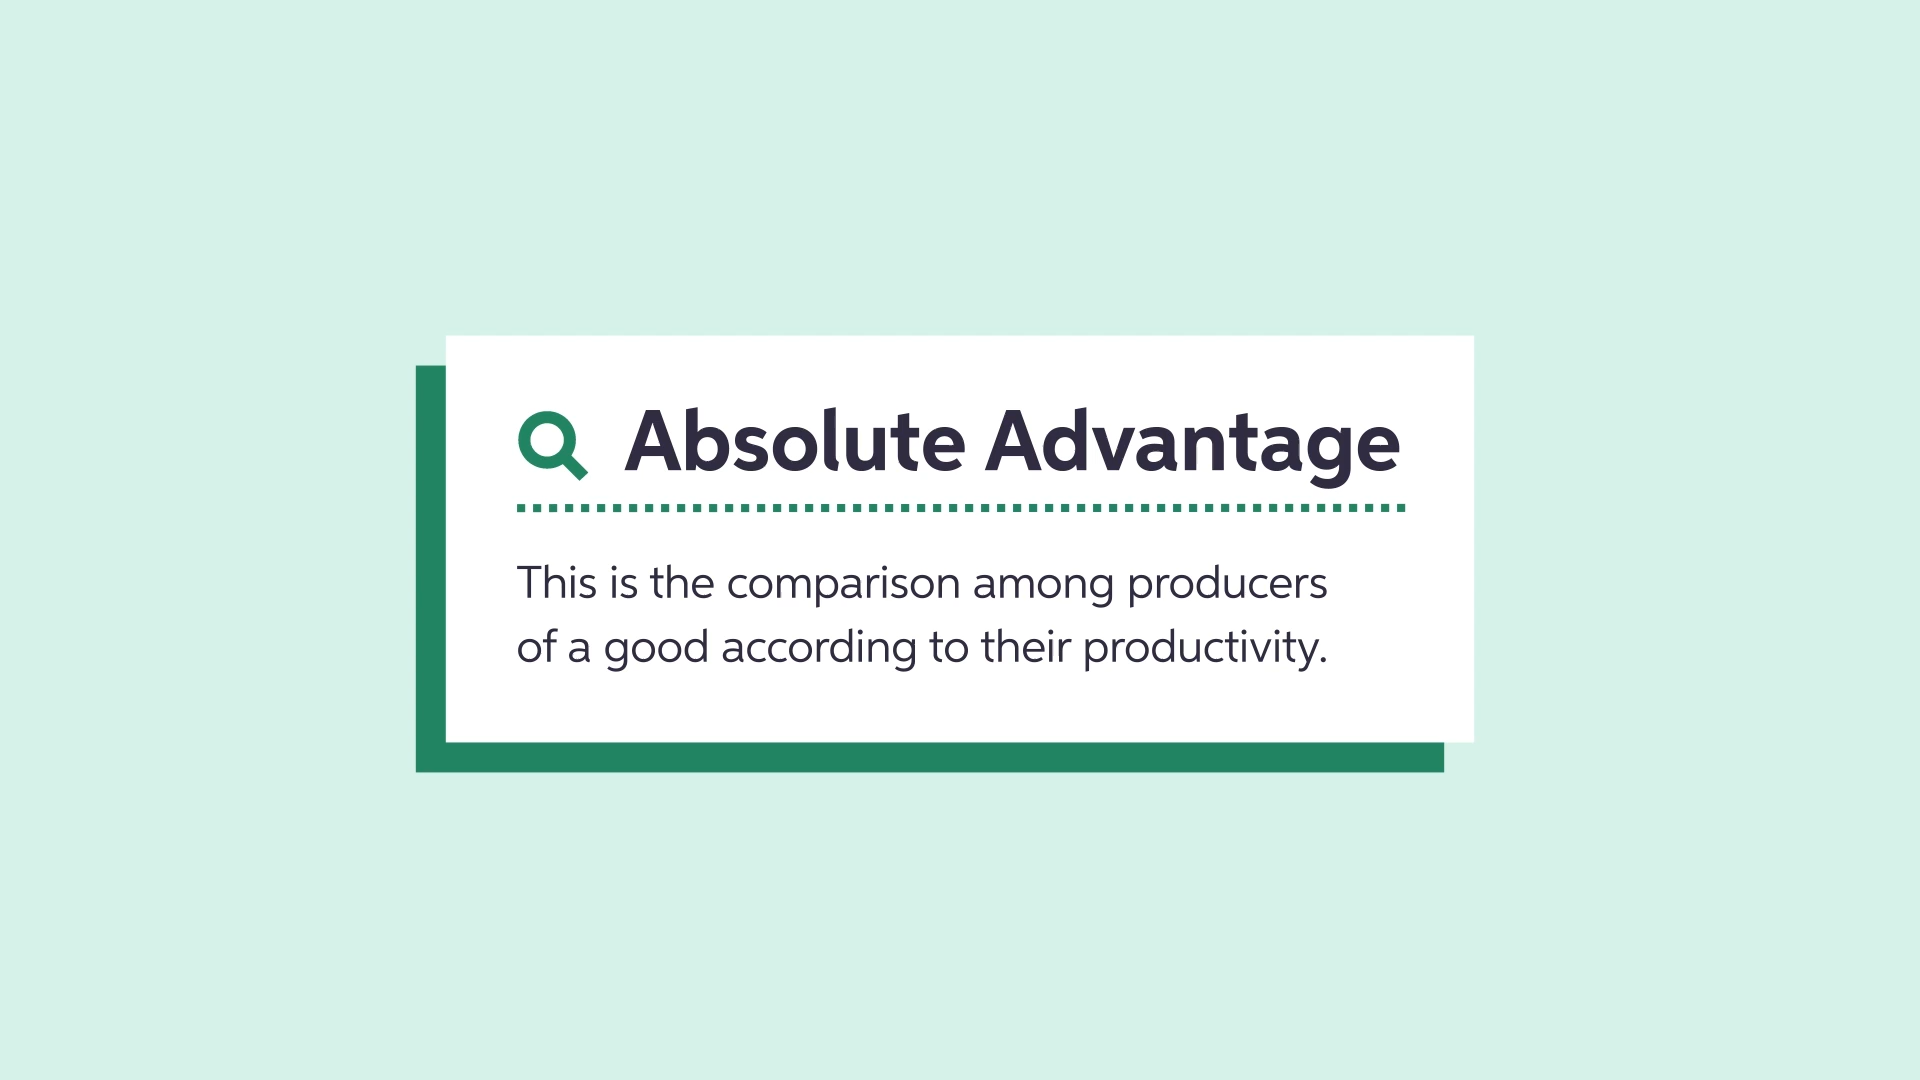 Absolute Advantage
This is the comparison among producers
of a good according to their productivity.